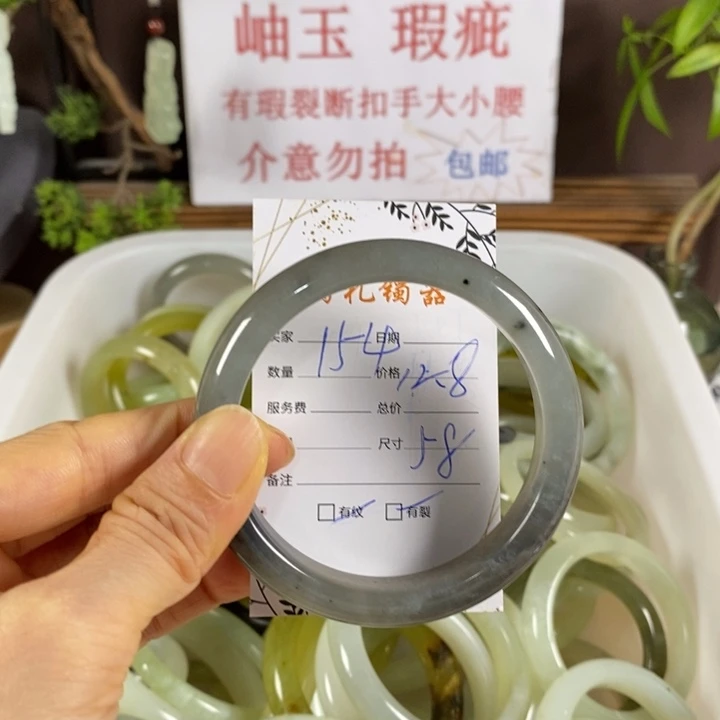 岫玉 瑕疵
有瑕裂断扣手大小腰
介意勿拍 包邮
礼镯器
家 154 日期
数量 价格 12.8
服务费 总价
尺寸 58
备注
有纹 有裂